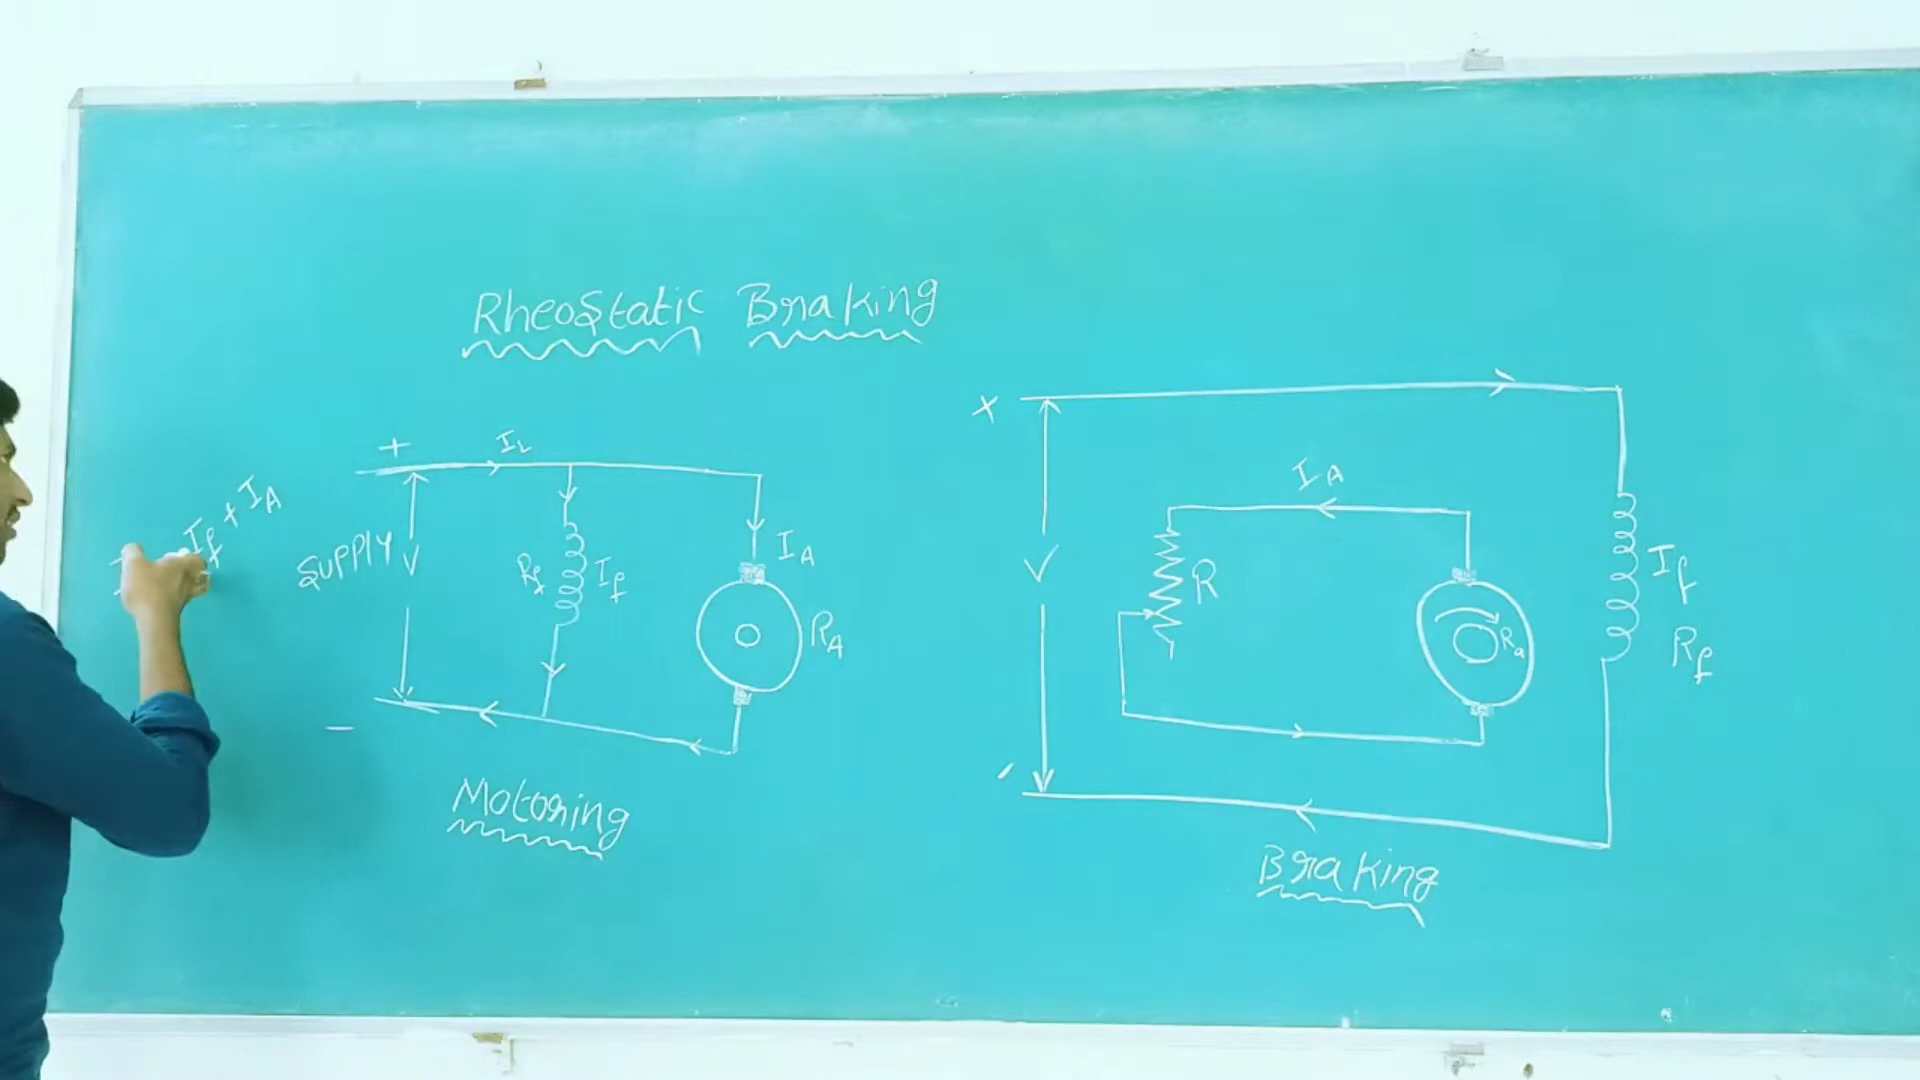 RheoStatic Braking
+ IL
If + IA
SUPPLY V
Rf If
IA
RA
-
Motoring
+
V
IA
R
Ra
If
Rf
-
Braking